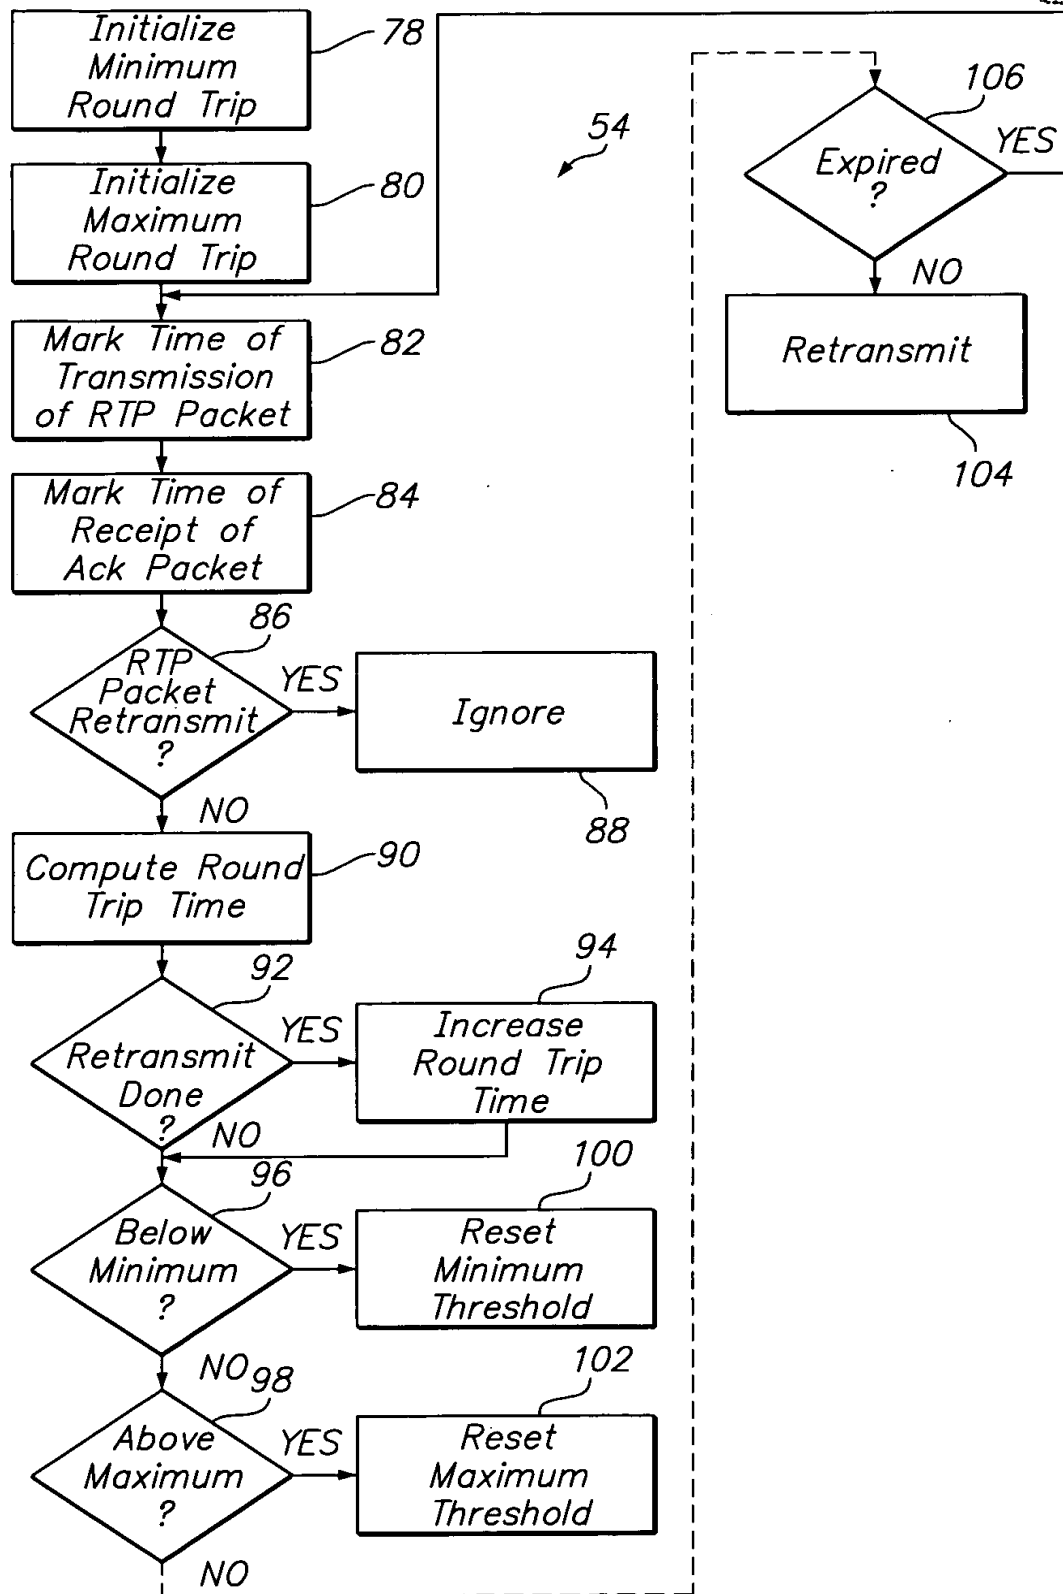 Initialize
Minimum
Round Trip
78
Initialize
Maximum
Round Trip
80
Mark Time of
Transmission
of RTP Packet
82
Mark Time of
Receipt of
Ack Packet
84
RTP
Packet
Retransmit
?
86
YES
Ignore
88
NO
Compute Round
Trip Time
90
Retransmit
Done
?
92
YES
Increase
Round Trip
Time
94
NO
Below
Minimum
?
96
YES
Reset
Minimum
Threshold
100
NO
Above
Maximum
?
98
YES
Reset
Maximum
Threshold
102
NO
54
Expired
?
106
YES
NO
Retransmit
104